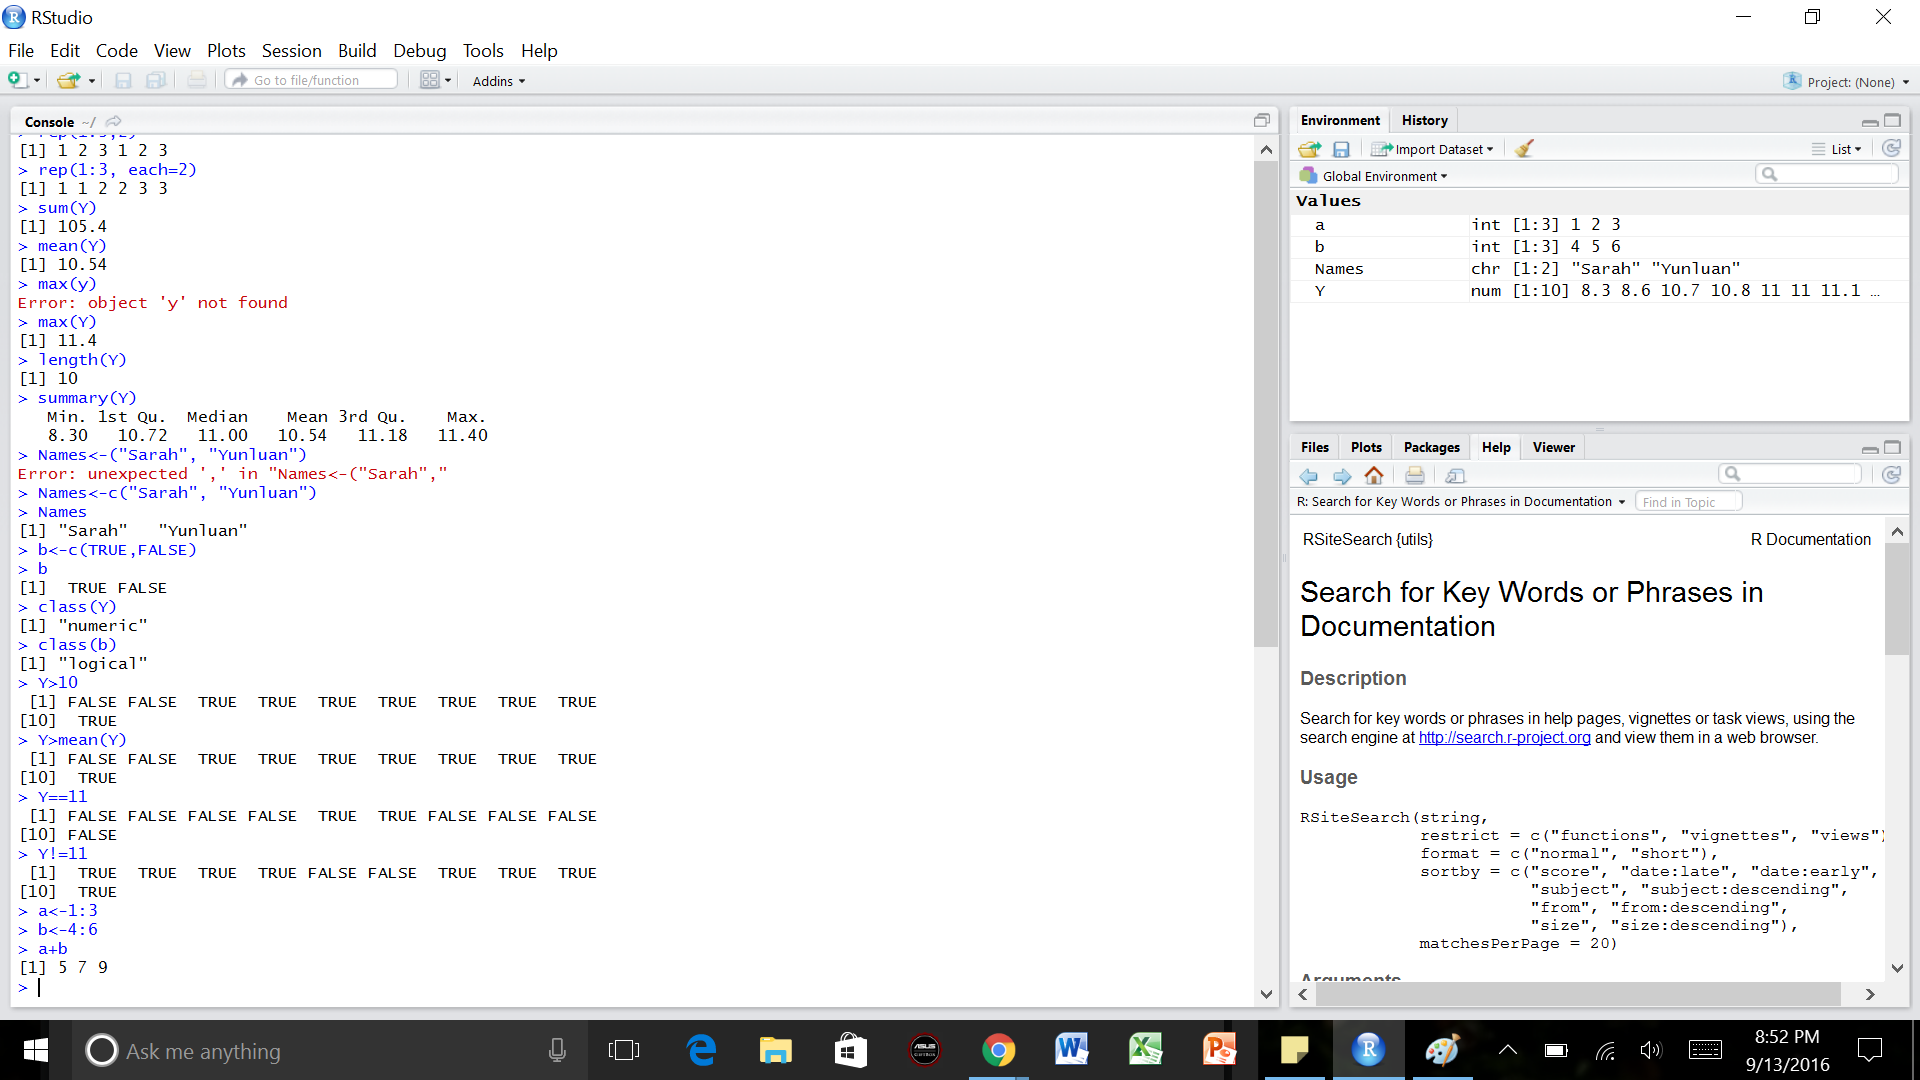 RStudio
File Edit Code View Plots Session Build Debug Tools Help
Go to file/function Addins Project: (None)
Console ~/
> rep(1:3,2)
[1] 1 2 3 1 2 3
> rep(1:3, each=2)
[1] 1 1 2 2 3 3
> sum(Y)
[1] 105.4
> mean(Y)
[1] 10.54
> max(y)
Error: object 'y' not found
> max(Y)
[1] 11.4
> length(Y)
[1] 10
> summary(Y)
   Min. 1st Qu.  Median    Mean 3rd Qu.    Max.
   8.30   10.72   11.00   10.54   11.18   11.40
> Names<-("Sarah", "Yunluan")
Error: unexpected ',' in "Names<-("Sarah","
> Names<-c("Sarah", "Yunluan")
> Names
[1] "Sarah"   "Yunluan"
> b<-c(TRUE,FALSE)
> b
[1]  TRUE FALSE
> class(Y)
[1] "numeric"
> class(b)
[1] "logical"
> Y>10
 [1] FALSE FALSE  TRUE  TRUE  TRUE  TRUE  TRUE  TRUE  TRUE
[10]  TRUE
> Y>mean(Y)
 [1] FALSE FALSE  TRUE  TRUE  TRUE  TRUE  TRUE  TRUE  TRUE
[10]  TRUE
> Y==11
 [1] FALSE FALSE FALSE FALSE  TRUE  TRUE FALSE FALSE FALSE
[10] FALSE
> Y!=11
 [1]  TRUE  TRUE  TRUE  TRUE FALSE FALSE  TRUE  TRUE  TRUE
[10]  TRUE
> a<-1:3
> b<-4:6
> a+b
[1] 5 7 9
>
Environment History
Import Dataset List
Global Environment
Values
a int [1:3] 1 2 3
b int [1:3] 4 5 6
Names chr [1:2] "Sarah" "Yunluan"
Y num [1:10] 8.3 8.6 10.7 10.8 11 11 11.1 …
Files Plots Packages Help Viewer
R: Search for Key Words or Phrases in Documentation Find in Topic
RSiteSearch {utils} R Documentation
Search for Key Words or Phrases in
Documentation
Description
Search for key words or phrases in help pages, vignettes or task views, using the
search engine at http://search.r-project.org and view them in a web browser.
Usage
RSiteSearch(string,
            restrict = c("functions", "vignettes", "views")
            format = c("normal", "short"),
            sortby = c("score", "date:late", "date:early",
                       "subject", "subject:descending",
                       "from", "from:descending",
                       "size", "size:descending"),
            matchesPerPage = 20)
Arguments
Ask me anything
8:52 PM
9/13/2016